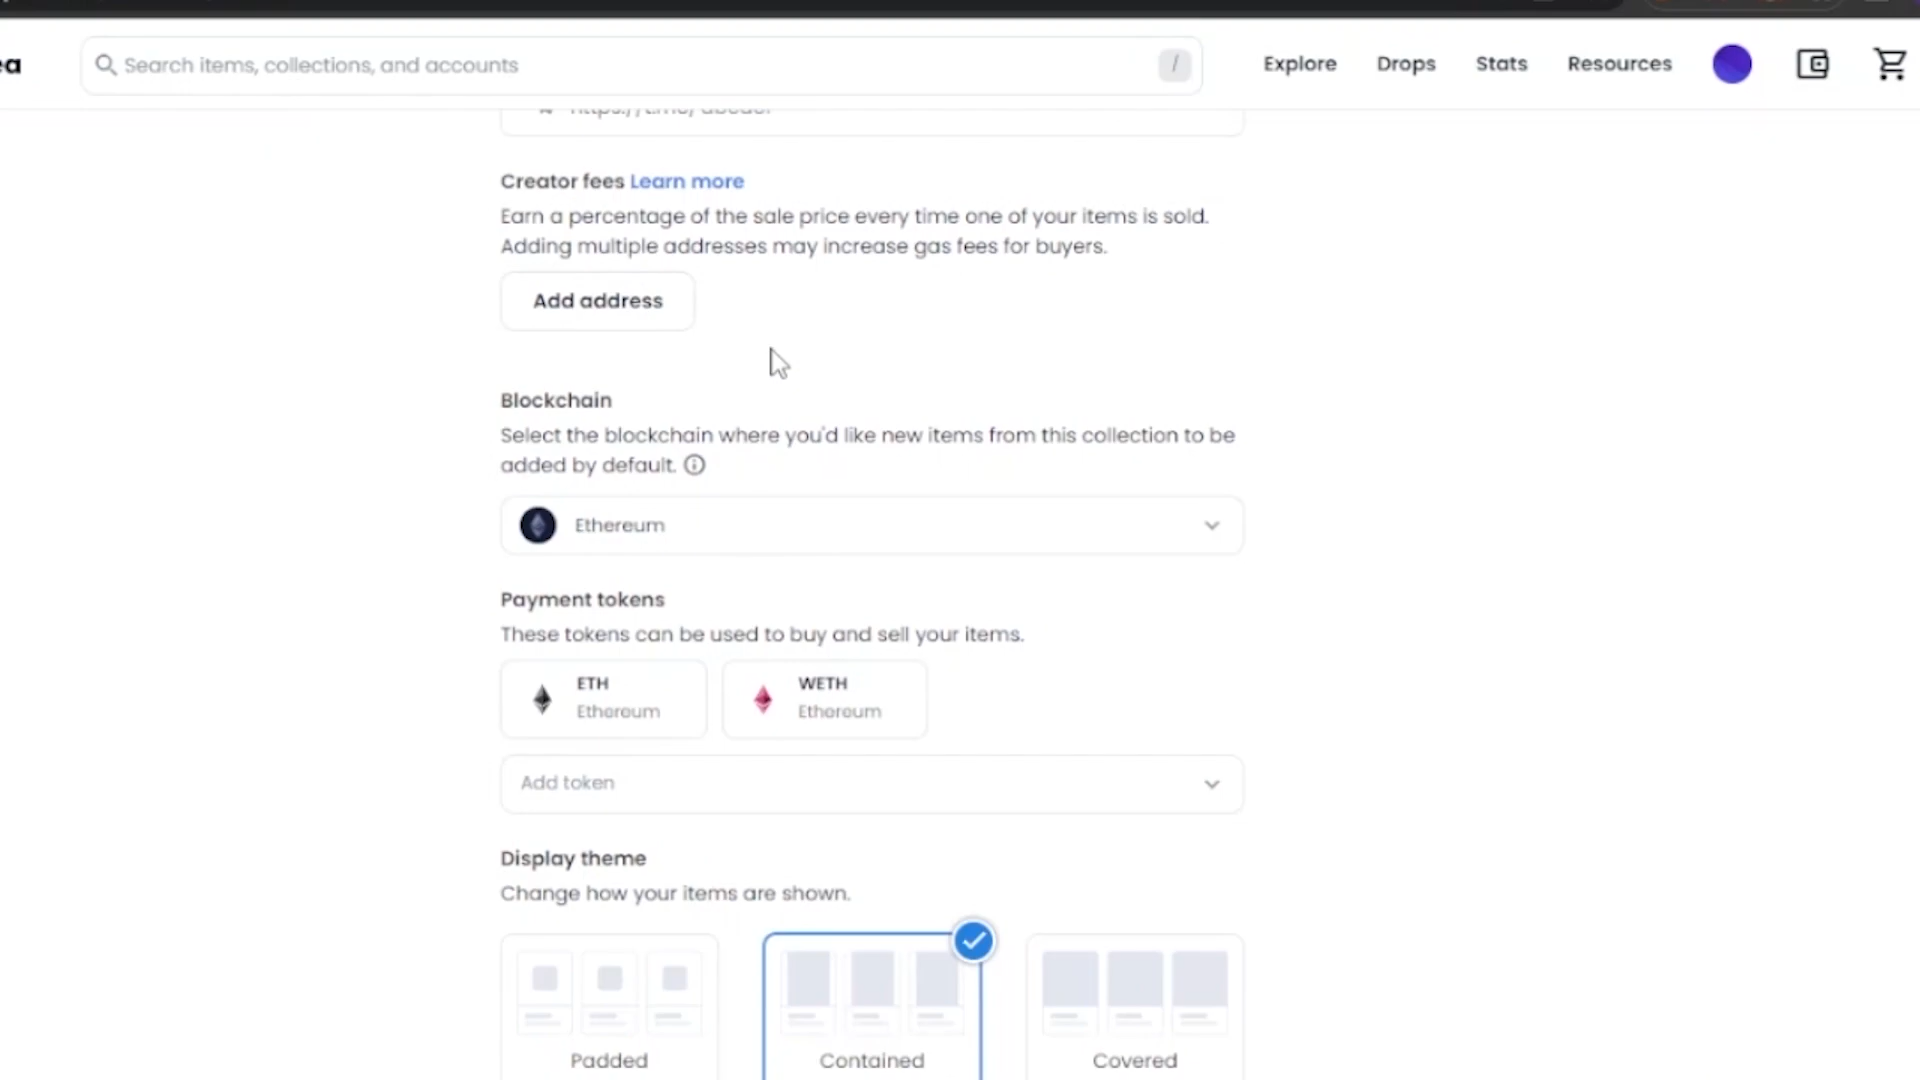 ea
Search items, collections, and accounts
/
Explore
Drops
Stats
Resources
Creator fees Learn more
Earn a percentage of the sale price every time one of your items is sold.
Adding multiple addresses may increase gas fees for buyers.
Add address
Blockchain
Select the blockchain where you'd like new items from this collection to be
added by default.
Ethereum
Payment tokens
These tokens can be used to buy and sell your items.
ETH
Ethereum
WETH
Ethereum
Add token
Display theme
Change how your items are shown.
Padded
Contained
Covered